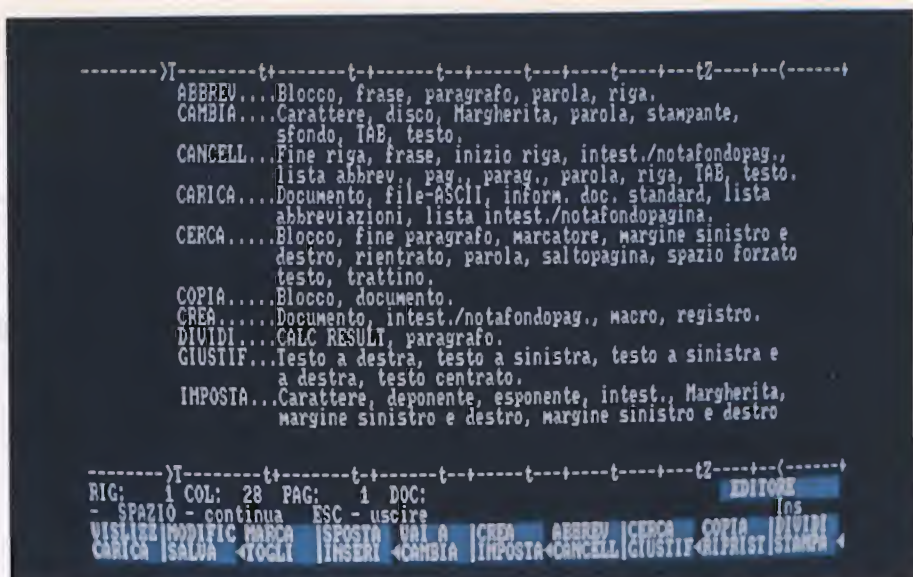 --------->T---------t+--------t-+-------t--+------t---+----t-----+---tZ----+--<------+
ABBREV....Blocco, frase, paragrafo, parola, riga.
CAMBIA....Carattere, disco, Margherita, parola, stampante,
sfondo, TAB, testo.
CANCELL...Fine riga, frase, inizio riga, intest./notafondopag.,
lista abbrev., pag., parag., parola, riga, TAB, testo.
CARICA....Documento, file-ASCII, inform. doc. standard, lista
abbreviazioni, lista intest./notafondopagina.
CERCA.....Blocco, fine paragrafo, marcatore, margine sinistro e
destro, rientrato, parola, saltopagina, spazio forzato
testo, trattino.
COPIA.....Blocco, documento.
CREA......Documento, intest./notafondopag., macro, registro.
DIVIDI....CALC RESULT, paragrafo.
GIUSTIF...Testo a destra, testo a sinistra, testo a sinistra e
a destra, testo centrato.
IMPOSTA...Carattere, deponente, esponente, intest., Margherita,
margine sinistro e destro, margine sinistro e destro
--------->T---------t+--------t-+-------t--+------t---+----t-----+---tZ----+--<------+
RIG: 1 COL: 28 PAG: 1 DOC: EDITORE
- SPAZIO - continua ESC - uscire Ins
VISLIZZ|MODIFIC MARCA |SPOSTA VAI A |CREA ABBREV |CERCA COPIA |DIVIDI
CARICA |SALVA ◄TOGLI |INSERI ◄CAMBIA |IMPOSTA◄CANCELL|GIUSTIF◄RIPRIST|STAMPA ◄